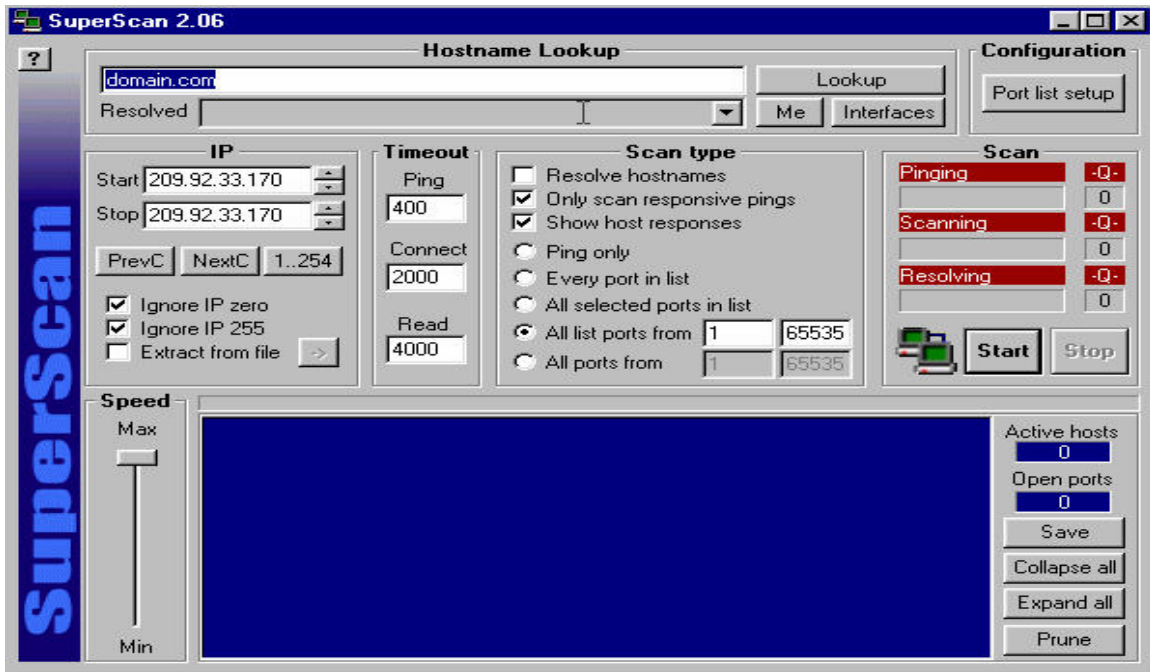 SuperScan 2.06
?
SuperScan
Hostname Lookup
domain.com
Lookup
Resolved
Me
Interfaces
Configuration
Port list setup
IP
Start 209.92.33.170
Stop 209.92.33.170
PrevC NextC 1..254
Ignore IP zero
Ignore IP 255
Extract from file ->
Timeout
Ping
400
Connect
2000
Read
4000
Scan type
Resolve hostnames
Only scan responsive pings
Show host responses
Ping only
Every port in list
All selected ports in list
All list ports from 1 65535
All ports from 1 65535
Scan
Pinging -Q-
0
Scanning -Q-
0
Resolving -Q-
0
Start Stop
Speed
Max
Min
Active hosts
0
Open ports
0
Save
Collapse all
Expand all
Prune